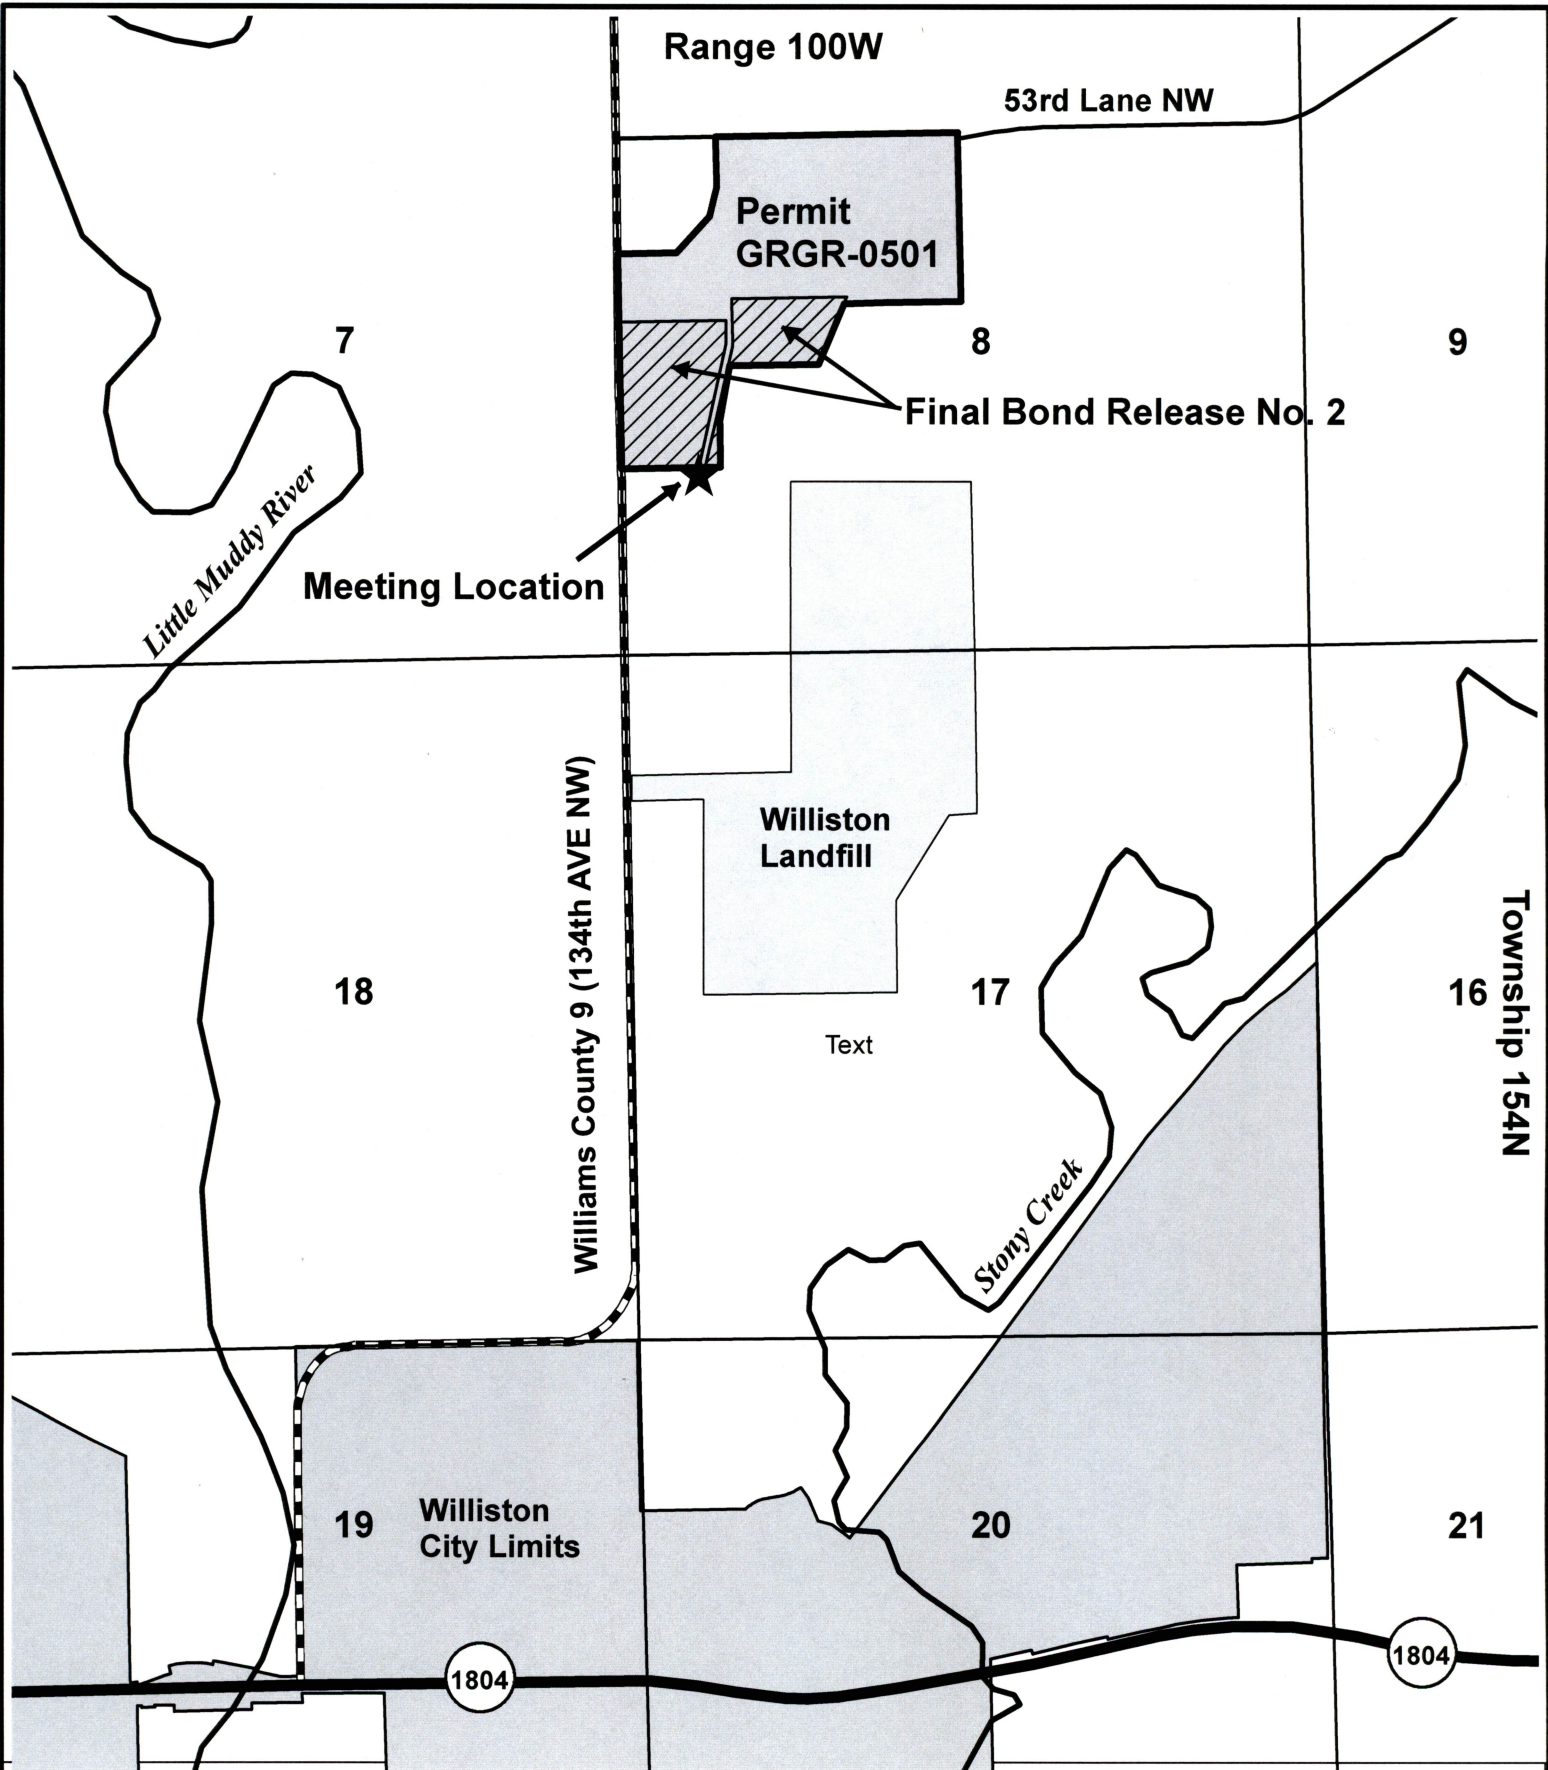 Range 100W
53rd Lane NW
Permit
GRGR-0501
7
8
9
Final Bond Release No. 2
Little Muddy River
Meeting Location
Williams County 9 (134th AVE NW)
Williston
Landfill
Township 154N
18
17
16
Text
Stony Creek
19
Williston
City Limits
20
21
1804
1804